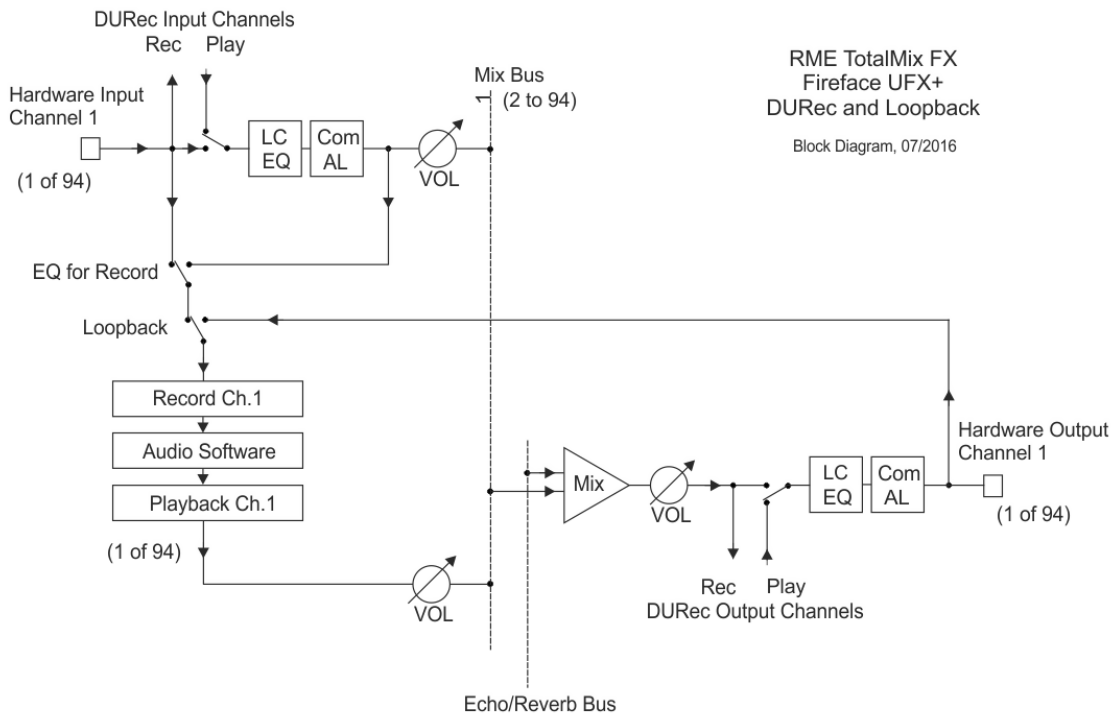 DURec Input Channels
Rec Play
RME TotalMix FX
Fireface UFX+
DURec and Loopback
Block Diagram, 07/2016
Mix Bus
1 (2 to 94)
Hardware Input
Channel 1
(1 of 94)
LC
EQ
Com
AL
VOL
EQ for Record
Loopback
Record Ch.1
Audio Software
Playback Ch.1
(1 of 94)
VOL
Mix
VOL
LC
EQ
Com
AL
Hardware Output
Channel 1
(1 of 94)
Rec Play
DURec Output Channels
Echo/Reverb Bus